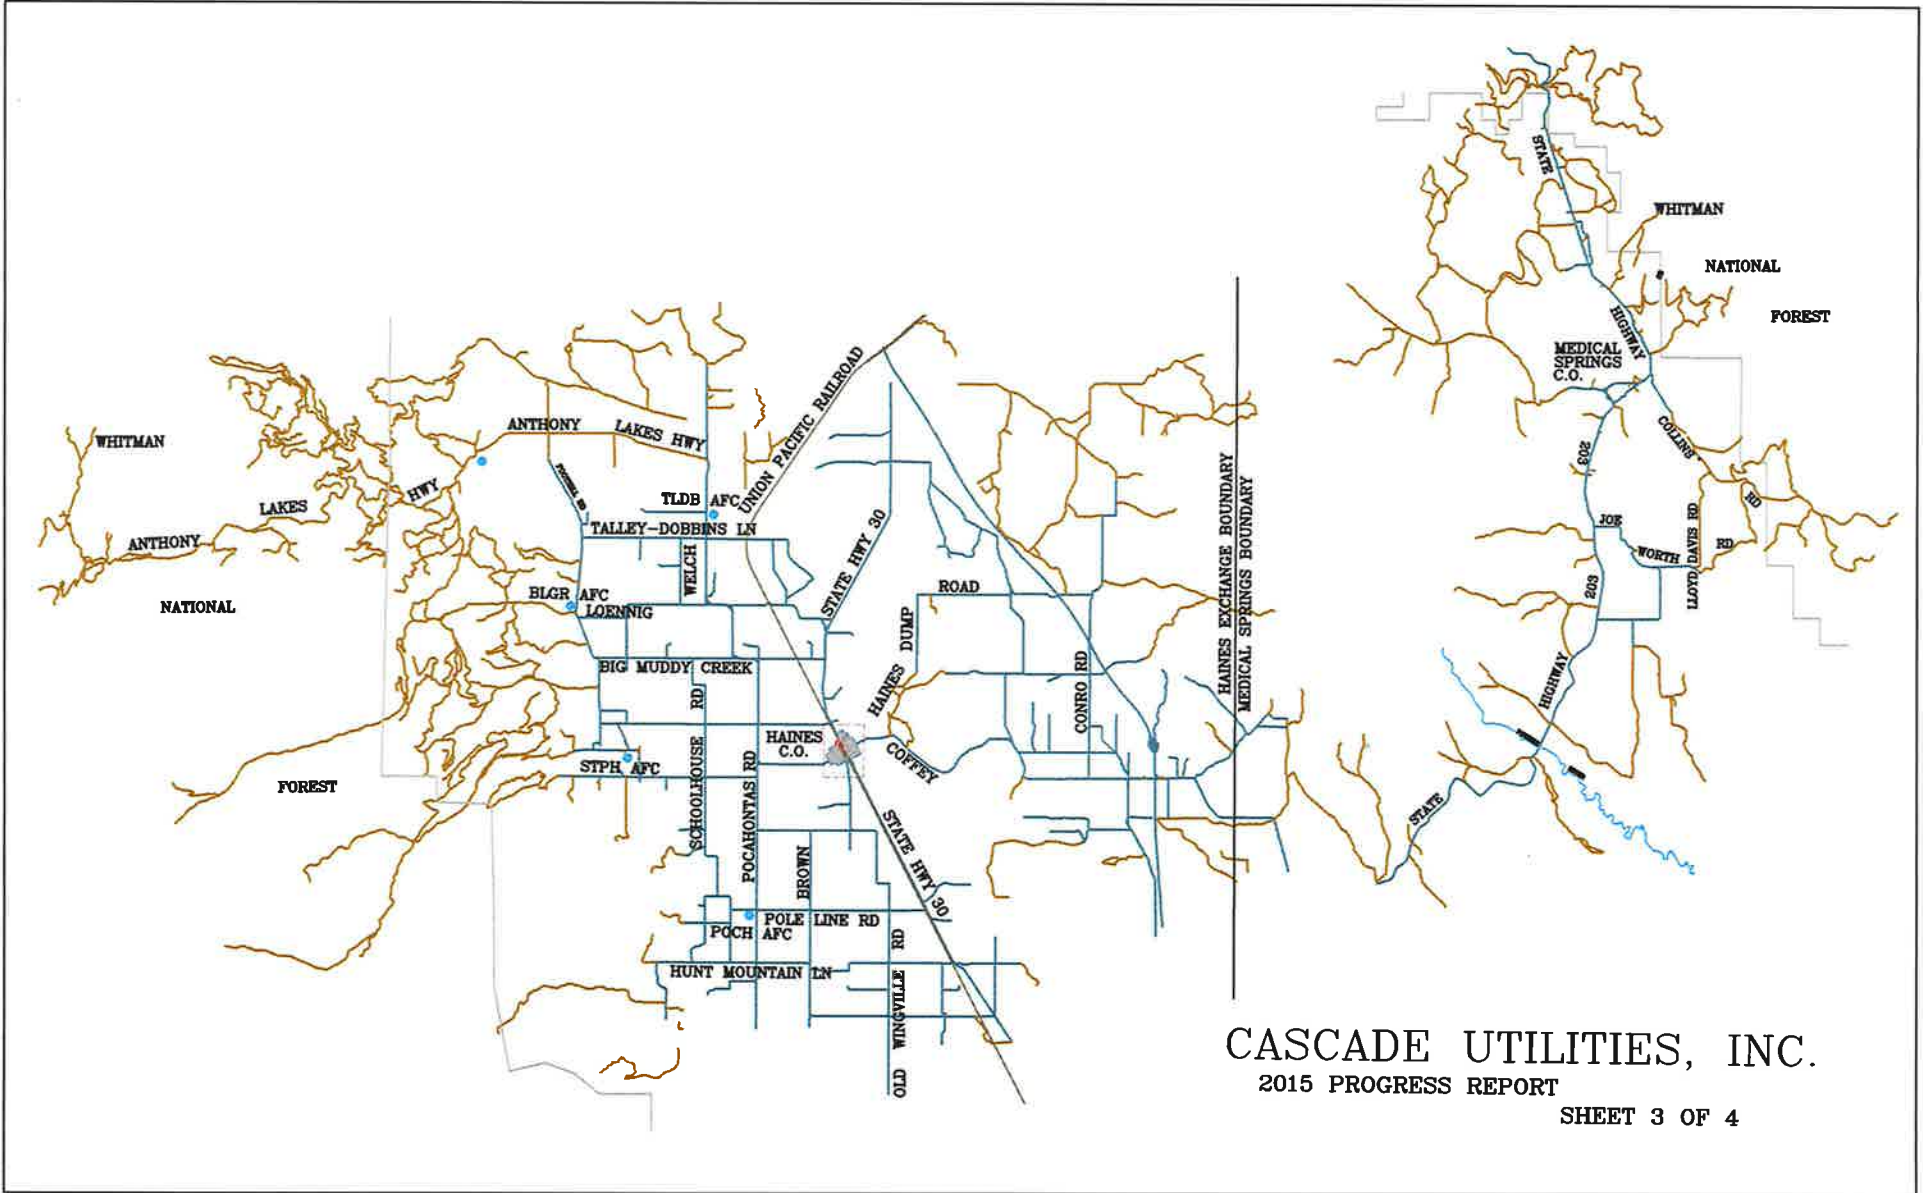 STATE
WHITMAN
NATIONAL
FOREST
HIGHWAY
MEDICAL
SPRINGS
C.O.
COLLINS
RD
203
JOE
WORTH
RD
LLOYD DAVIS RD
203
HIGHWAY
STATE
WHITMAN
ANTHONY
LAKES HWY
HWY
LAKES
ANTHONY
NATIONAL
FOREST
FOOTHILL RD
TLDB AFC
UNION PACIFIC RAILROAD
TALLEY-DOBBINS LN
WELCH
STATE HWY 30
BLGR AFC
LOENNIG
BIG MUDDY CREEK
ROAD
DUMP
HAINES
CONRO RD
HAINES EXCHANGE BOUNDARY
MEDICAL SPRINGS BOUNDARY
RD
SCHOOLHOUSE
HAINES
C.O.
STPH AFC
POCAHONTAS RD
COFFEY
STATE HWY 30
BROWN
POLE LINE RD
POCH AFC
HUNT MOUNTAIN LN
RD
WINGVILLE
OLD
CASCADE UTILITIES, INC.
2015 PROGRESS REPORT
SHEET 3 OF 4